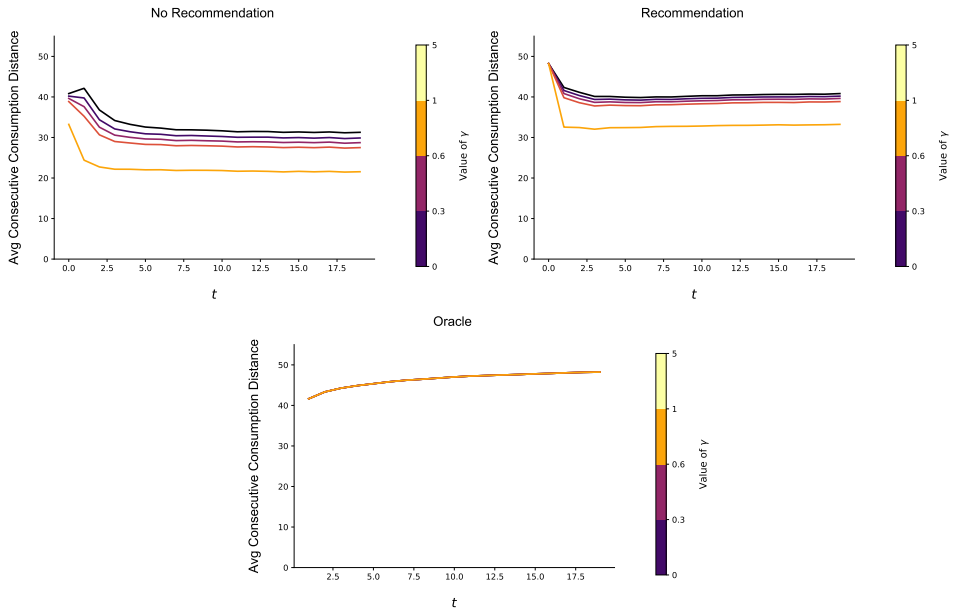 No Recommendation
Avg Consecutive Consumption Distance
50
40
30
20
10
0
0.0 2.5 5.0 7.5 10.0 12.5 15.0 17.5
t
5
1
0.6
0.3
0
Value of γ
Recommendation
Avg Consecutive Consumption Distance
50
40
30
20
10
0
0.0 2.5 5.0 7.5 10.0 12.5 15.0 17.5
t
5
1
0.6
0.3
0
Value of γ
Oracle
Avg Consecutive Consumption Distance
50
40
30
20
10
0
2.5 5.0 7.5 10.0 12.5 15.0 17.5
t
5
1
0.6
0.3
0
Value of γ